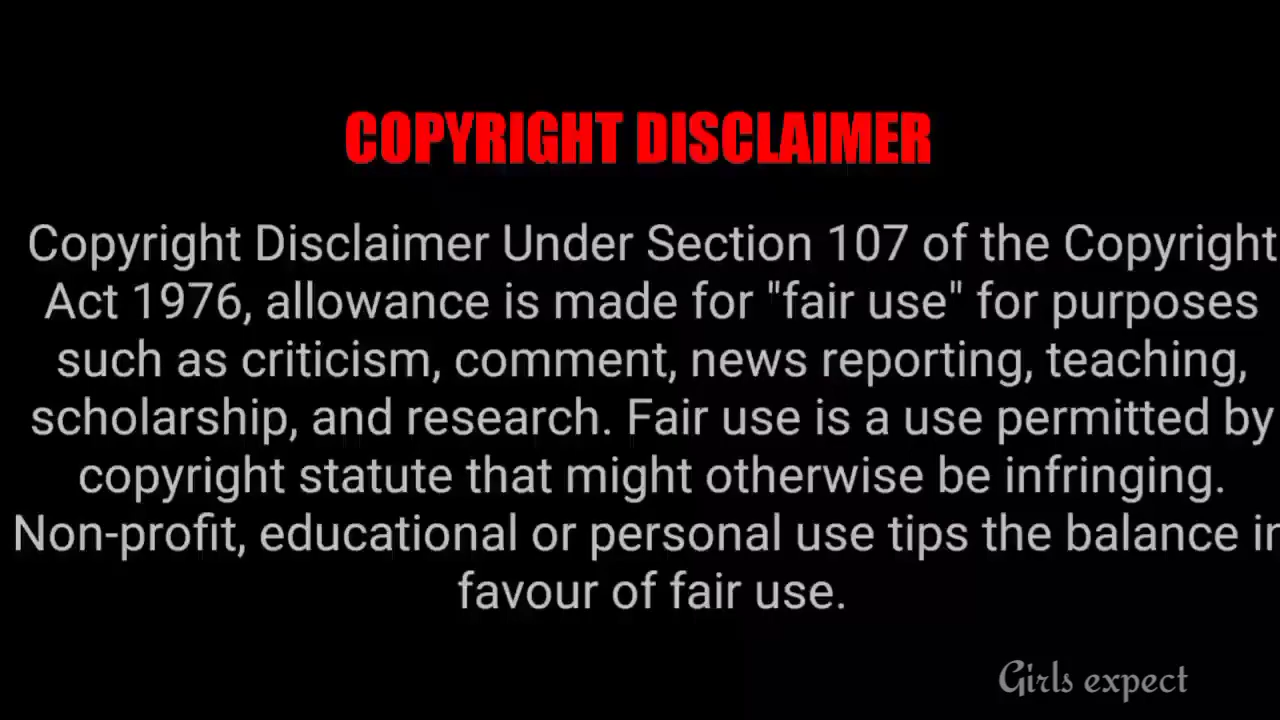 COPYRIGHT DISCLAIMER
Copyright Disclaimer Under Section 107 of the Copyright
Act 1976, allowance is made for "fair use" for purposes
such as criticism, comment, news reporting, teaching,
scholarship, and research. Fair use is a use permitted by
copyright statute that might otherwise be infringing.
Non-profit, educational or personal use tips the balance in
favour of fair use.
Girls expect